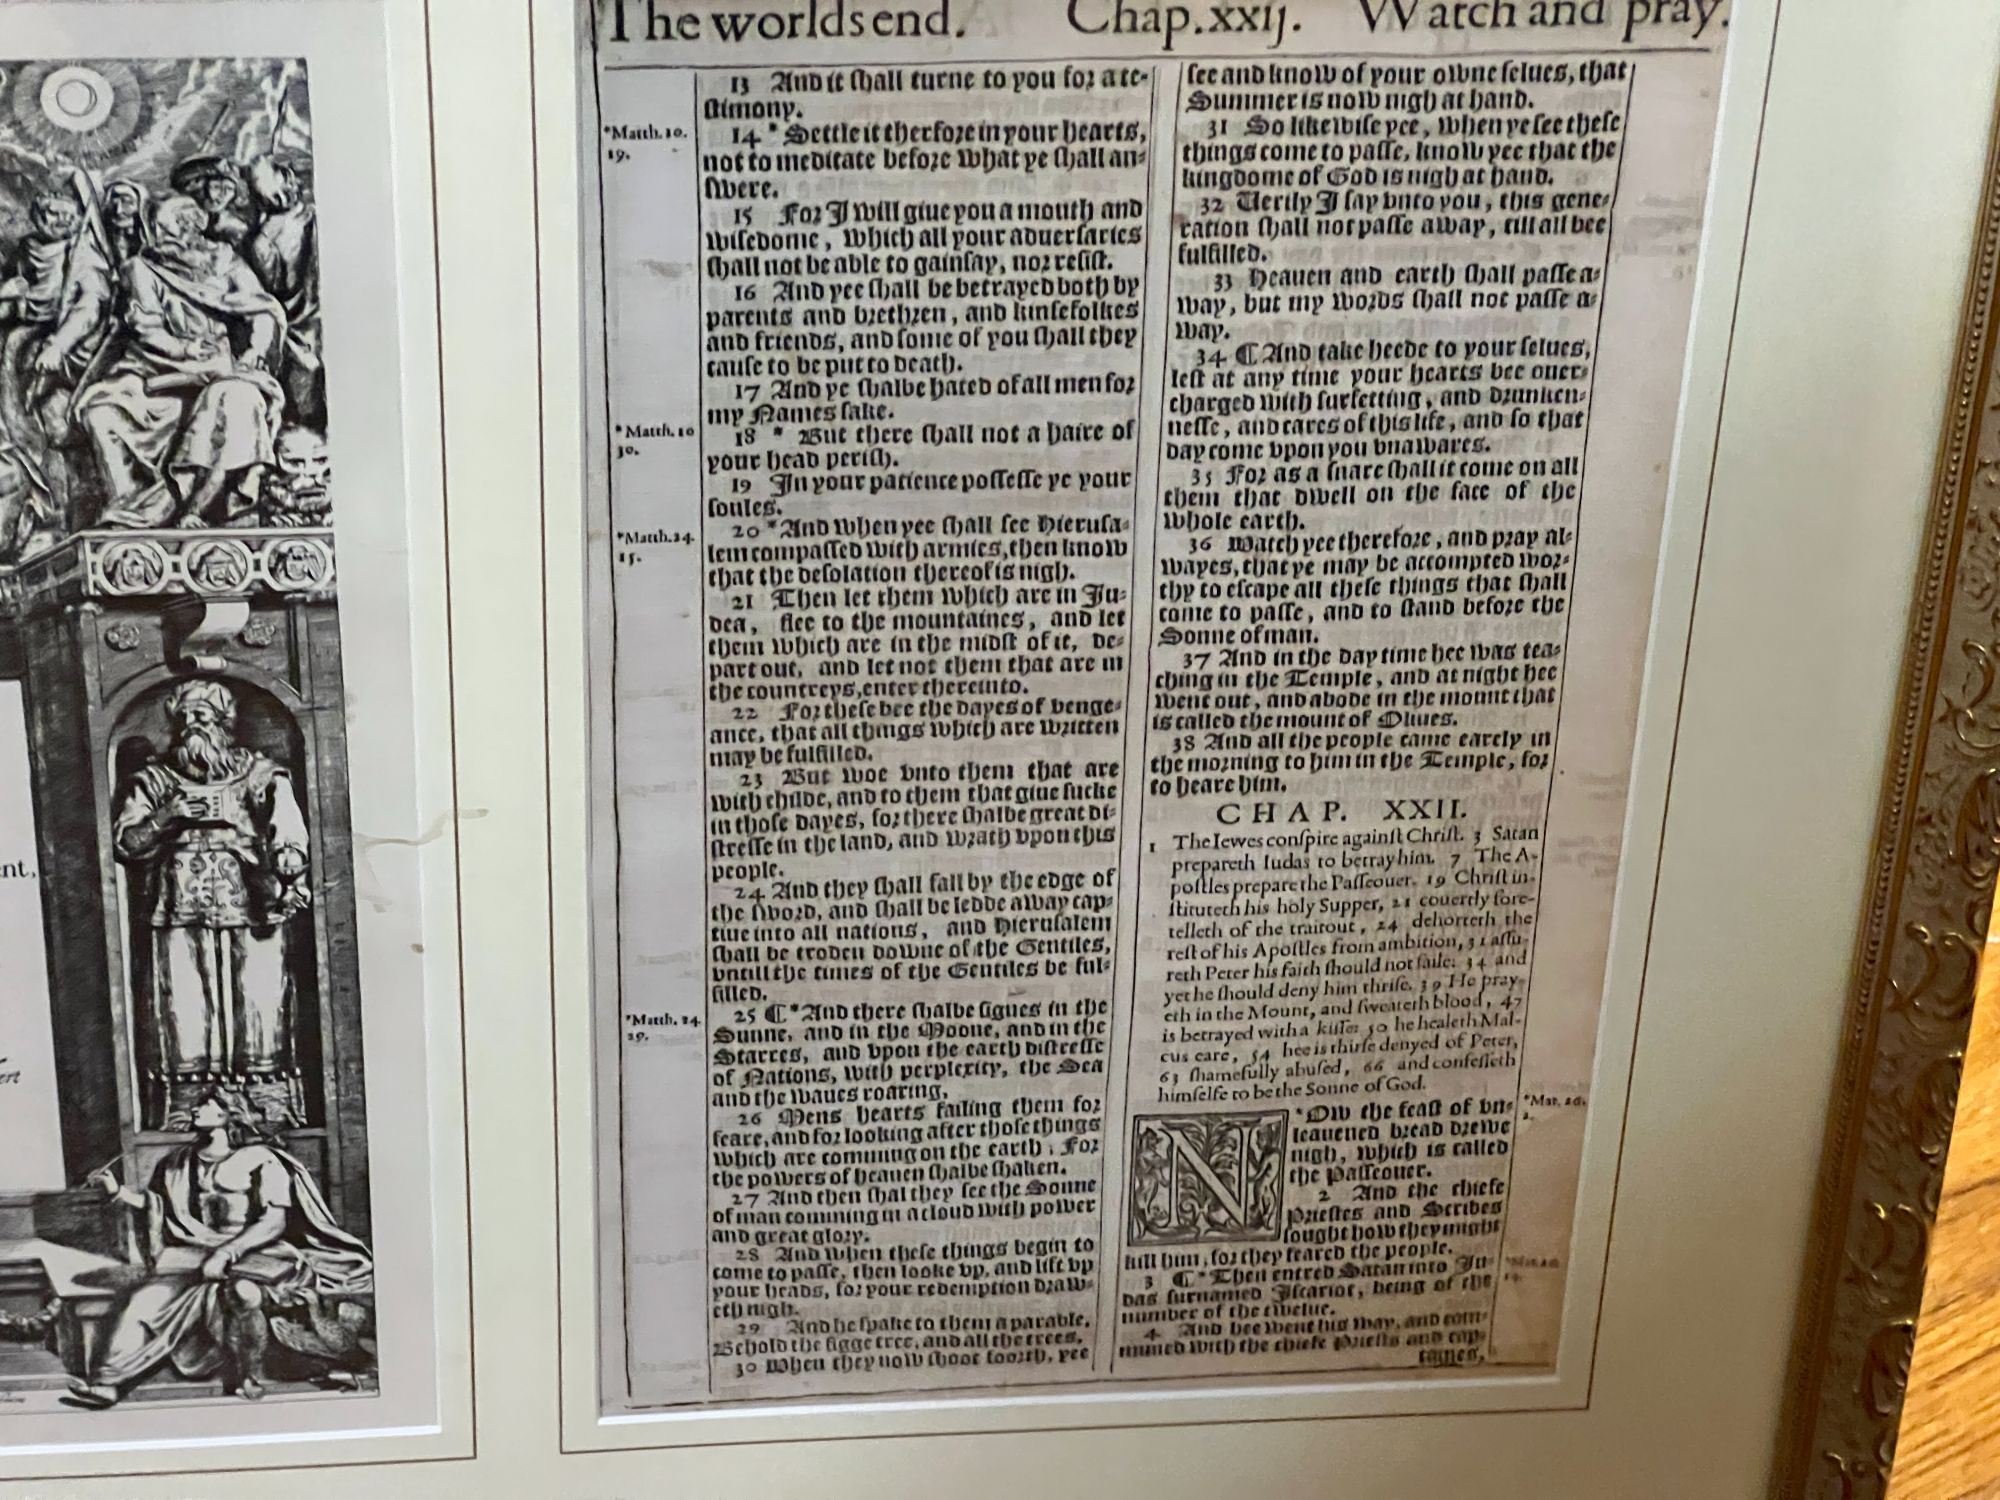 The worlds end. Chap.xxij. Watch and pray.
13 And it shall turne to you for a te-
stimony.
*Matth. 10.
19.
14 * Settle it therfore in your hearts,
not to meditate before what ye shall an-
swere.
15 For I will giue you a mouth and
wisedome, which all your aduersaries
shall not be able to gainsay, nor resist.
16 And yee shall be betrayed both by
parents and brethren, and kinsefolkes
and friends, and some of you shall they
cause to be put to death.
17 And ye shalbe hated of all men for
my Names sake.
*Matth. 10
30.
18 * But there shall not a haire of
your head perish.
19 In your patience possesse ye your
soules.
*Matth.24.
15.
20 *And when yee shall see Hierusa-
lem compassed with armies, then know
that the desolation thereof is nigh.
21 Then let them which are in Iu-
dea, flee to the mountaines, and let
them which are in the midst of it, de-
part out, and let not them that are in
the countreys, enter thereinto.
22 For these bee the dayes of venge-
ance, that all things which are written
may be fulfilled.
23 But woe vnto them that are
with childe, and to them that giue sucke
in those dayes, for there shalbe great di-
stresse in the land, and wrath vpon this
people.
24 And they shall fall by the edge of
the sword, and shall be ledde away cap-
tiue into all nations, and Hierusalem
shall be troden downe of the Gentiles,
vntill the times of the Gentiles be ful-
filled.
*Matth. 24
29.
25 ¶ *And there shalbe signes in the
Sunne, and in the Moone, and in the
Starres, and vpon the earth distresse
of Nations, with perplexity, the Sea
and the waues roaring,
26 Mens hearts failing them for
feare, and for looking after those things
which are comming on the earth; For
the powers of heauen shalbe shaken.
27 And then shal they see the Sonne
of man comming in a cloud with power
and great glory.
28 And when these things begin to
come to passe, then looke vp, and lift vp
your heads, for your redemption draw-
eth nigh.
29 And he spake to them a parable,
Behold the figge tree, and all the trees,
30 When they now shoot foorth, yee
see and know of your owne selues, that
Summer is now nigh at hand.
31 So likewise yee, when ye see these
things come to passe, know yee that the
kingdome of God is nigh at hand.
32 Verily I say vnto you, this gene-
ration shall not passe away, till all bee
fulfilled.
33 Heauen and earth shall passe a-
way, but my words shall not passe a-
way.
34 ¶ And take heede to your selues,
lest at any time your hearts bee ouer-
charged with surfetting, and drunken-
nesse, and cares of this life, and so that
day come vpon you vnawares.
35 For as a snare shall it come on all
them that dwell on the face of the
whole earth.
36 Watch yee therefore, and pray al-
wayes, that ye may be accompted wor-
thy to escape all these things that shall
come to passe, and to stand before the
Sonne of man.
37 And in the day time hee was tea-
ching in the Temple, and at night hee
went out, and abode in the mount that
is called the mount of Oliues.
38 And all the people came earely in
the morning to him in the Temple, for
to heare him.
CHAP. XXII.
1 The Iewes conspire against Christ. 3 Satan
prepareth Iudas to betray him. 7 The A-
postles prepare the Passeouer. 19 Christ in-
stituteth his holy Supper, 21 couertly fore-
telleth of the traitour, 24 dehorteth the
rest of his Apostles from ambition, 31 assu-
reth Peter his faith should not faile: 34 and
yet he should deny him thrise. 39 He pray-
eth in the Mount, and sweateth blood, 47
is betrayed with a kisse: 50 he healeth Mal-
cus eare, 54 hee is thrise denyed of Peter,
63 shamefully abused, 66 and confesseth
himselfe to be the Sonne of God.
*Mat. 26.
2.
N*Ow the feast of vn-
leauened bread drewe
nigh, which is called
the Passeouer.
2 And the chiefe
Priestes and Scribes
sought how they might
kill him, for they feared the people.
3 ¶ *Then entred Satan into Iu-
das surnamed Iscariot, being of the
number of the twelue.
4 And hee went his way, and com-
muned with the chiefe Priests and cap-
taines,
ent,